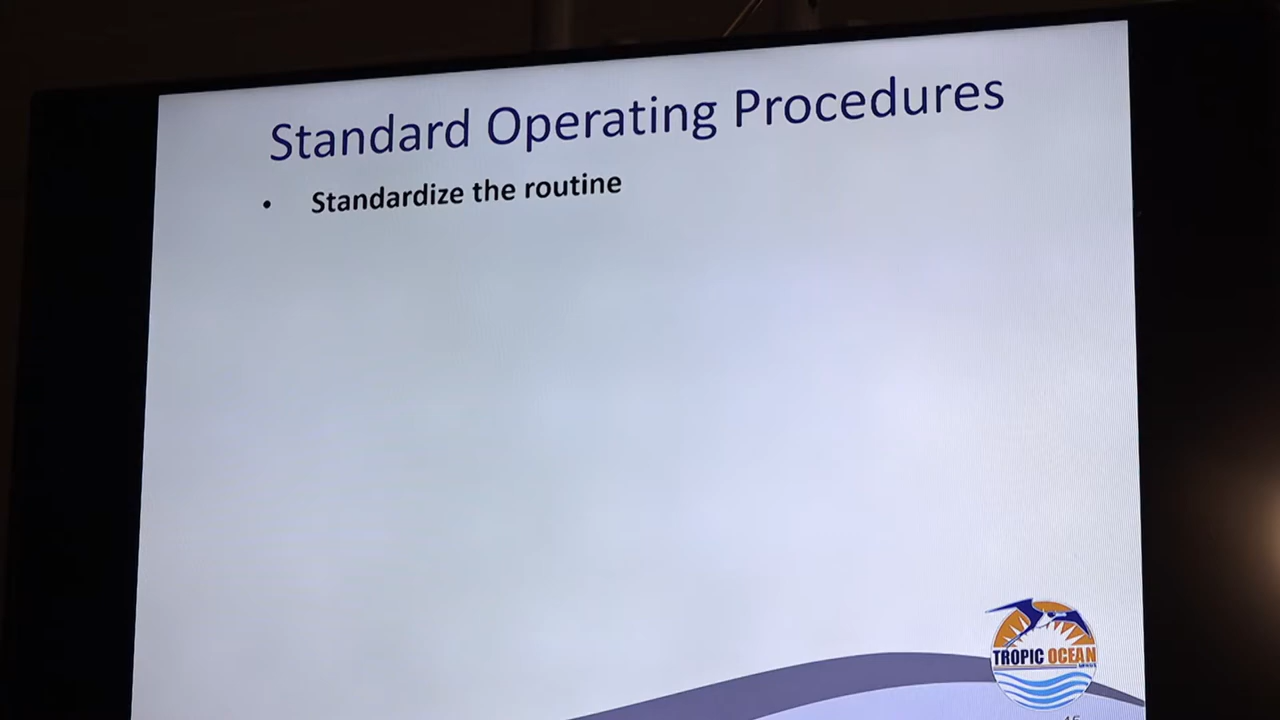 Standard Operating Procedures
• Standardize the routine
TROPIC OCEAN